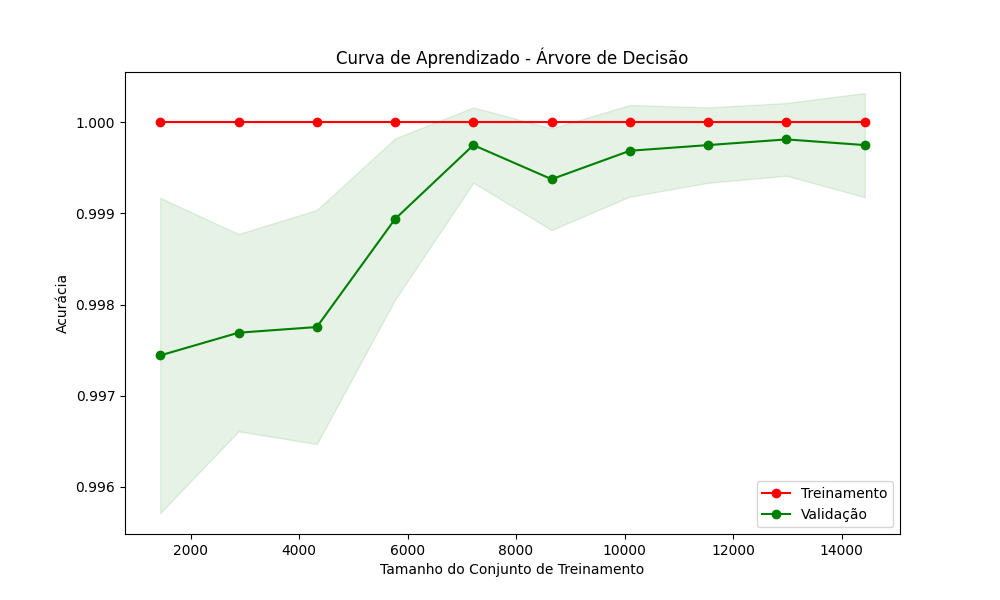 Curva de Aprendizado - Árvore de Decisão
Acurácia
1.000
0.999
0.998
0.997
0.996
2000
4000
6000
8000
10000
12000
14000
Tamanho do Conjunto de Treinamento
Treinamento
Validação